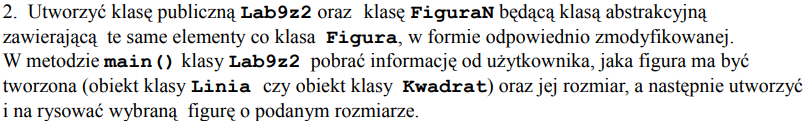 2. Utworzyć klasę publiczną Lab9z2 oraz klasę FiguraN będącą klasą abstrakcyjną
zawierającą te same elementy co klasa Figura, w formie odpowiednio zmodyfikowanej.
W metodzie main() klasy Lab9z2 pobrać informację od użytkownika, jaka figura ma być
tworzona (obiekt klasy Linia czy obiekt klasy Kwadrat) oraz jej rozmiar, a następnie utworzyć
i na rysować wybraną figurę o podanym rozmiarze.